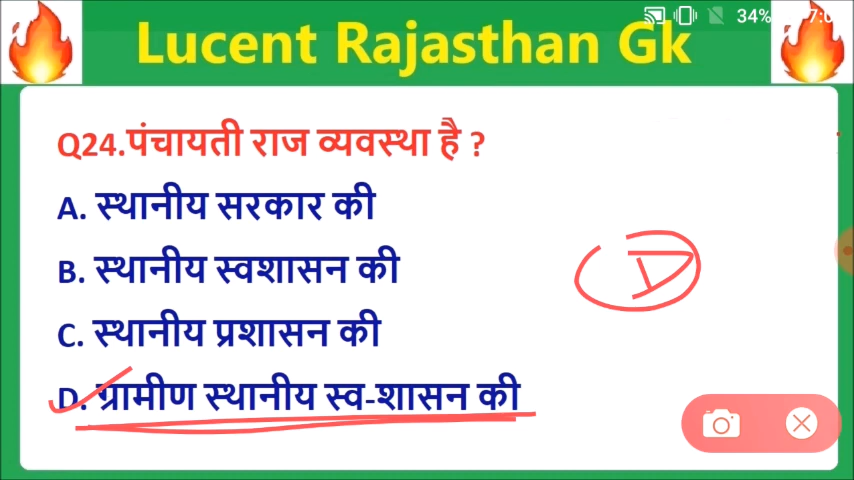 34%
Lucent Rajasthan Gk
Q24.पंचायती राज व्यवस्था है ?
A. स्थानीय सरकार की
B. स्थानीय स्वशासन की
C. स्थानीय प्रशासन की
D. ग्रामीण स्थानीय स्व-शासन की
D